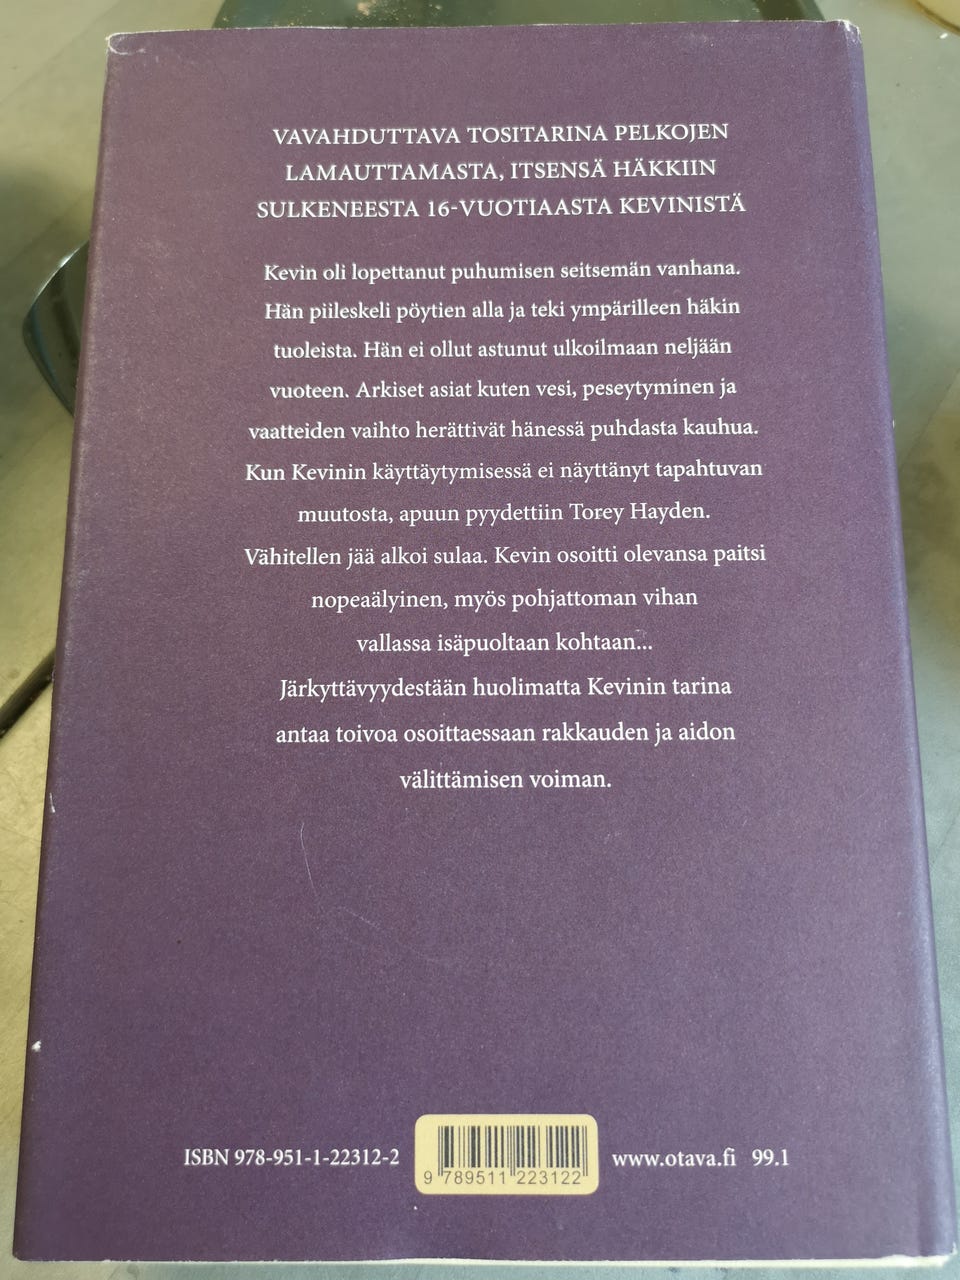 VAVAHDUTTAVA TOSITARINA PELKOJEN
LAMAUTTAMASTA, ITSENSÄ HÄKKIIN
SULKENEESTA 16-VUOTIAASTA KEVINISTÄ
Kevin oli lopettanut puhumisen seitsemän vanhana.
Hän piileskeli pöytien alla ja teki ympärilleen häkin
tuoleista. Hän ei ollut astunut ulkoilmaan neljään
vuoteen. Arkiset asiat kuten vesi, peseytyminen ja
vaatteiden vaihto herättivät hänessä puhdasta kauhua.
Kun Kevinin käyttäytymisessä ei näyttänyt tapahtuvan
muutosta, apuun pyydettiin Torey Hayden.
Vähitellen jää alkoi sulaa. Kevin osoitti olevansa paitsi
nopeaälyinen, myös pohjattoman vihan
vallassa isäpuoltaan kohtaan...
Järkyttävyydestään huolimatta Kevinin tarina
antaa toivoa osoittaessaan rakkauden ja aidon
välittämisen voiman.
ISBN 978-951-1-22312-2
9 789511 223122
www.otava.fi 99.1